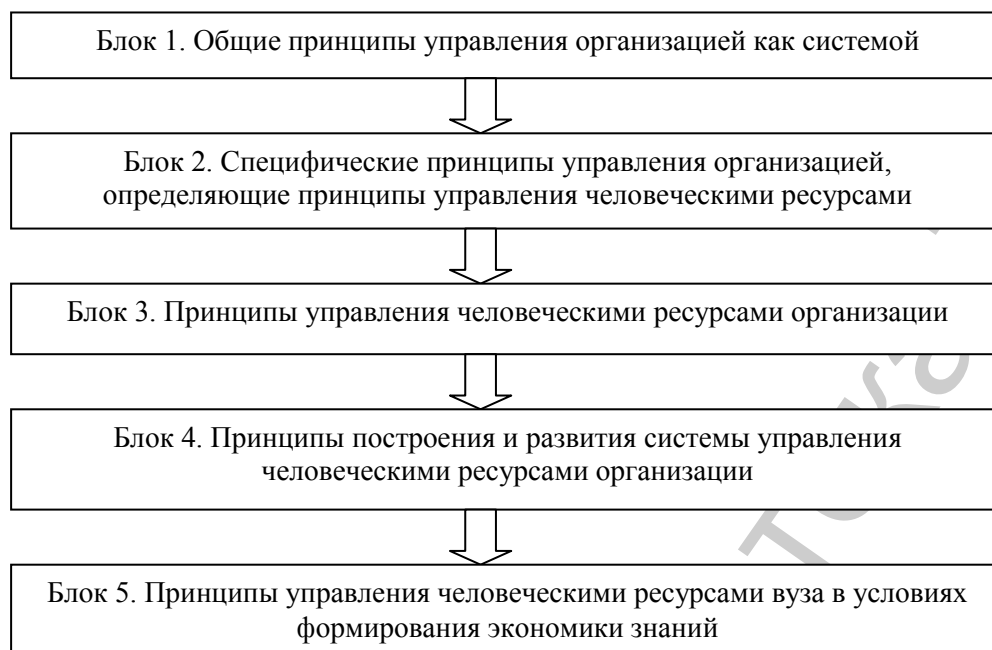 Блок 1. Общие принципы управления организацией как системой
Блок 2. Специфические принципы управления организацией,
определяющие принципы управления человеческими ресурсами
Блок 3. Принципы управления человеческими ресурсами организации
Блок 4. Принципы построения и развития системы управления
человеческими ресурсами организации
Блок 5. Принципы управления человеческими ресурсами вуза в условиях
формирования экономики знаний